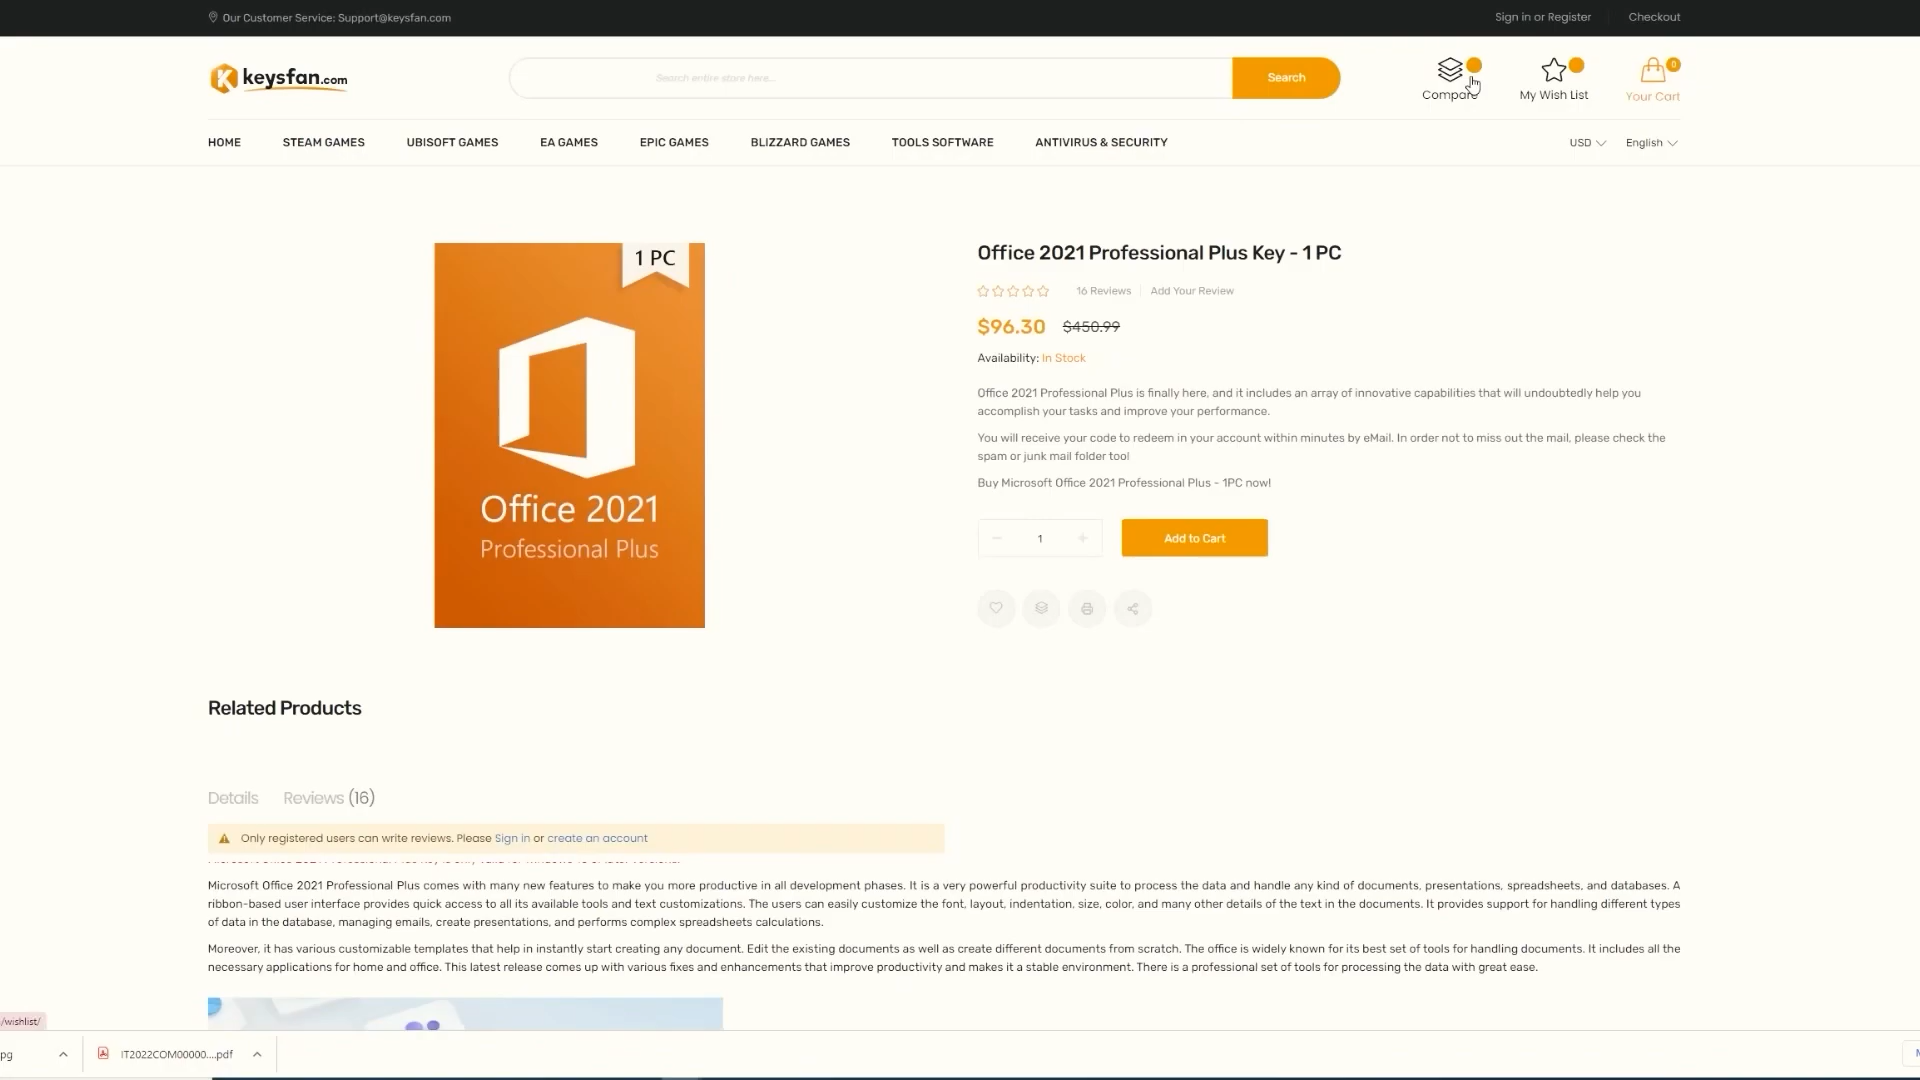 Our Customer Service: Support@keysfan.com
Sign in or Register
Checkout
keysfan.com
Search entire store here...
Search
Compare
My Wish List
0
Your Cart
HOME
STEAM GAMES
UBISOFT GAMES
EA GAMES
EPIC GAMES
BLIZZARD GAMES
TOOLS SOFTWARE
ANTIVIRUS & SECURITY
USD
English
1 PC
Office 2021
Professional Plus
Office 2021 Professional Plus Key - 1 PC
16 Reviews
Add Your Review
$96.30 $450.99
Availability: In Stock
Office 2021 Professional Plus is finally here, and it includes an array of innovative capabilities that will undoubtedly help you
accomplish your tasks and improve your performance.
You will receive your code to redeem in your account within minutes by eMail. In order not to miss out the mail, please check the
spam or junk mail folder too!
Buy Microsoft Office 2021 Professional Plus - 1PC now!
1
Add to Cart
Related Products
Details
Reviews (16)
Only registered users can write reviews. Please Sign in or create an account
Microsoft Office 2021 Professional Plus comes with many new features to make you more productive in all development phases. It is a very powerful productivity suite to process the data and handle any kind of documents, presentations, spreadsheets, and databases. A
ribbon-based user interface provides quick access to all its available tools and text customizations. The users can easily customize the font, layout, indentation, size, color, and many other details of the text in the documents. It provides support for handling different types
of data in the database, managing emails, create presentations, and performs complex spreadsheets calculations.
Moreover, it has various customizable templates that help in instantly start creating any document. Edit the existing documents as well as create different documents from scratch. The office is widely known for its best set of tools for handling documents. It includes all the
necessary applications for home and office. This latest release comes up with various fixes and enhancements that improve productivity and makes it a stable environment. There is a professional set of tools for processing the data with great ease.
/wishlist/
pg
IT2022COM00000....pdf